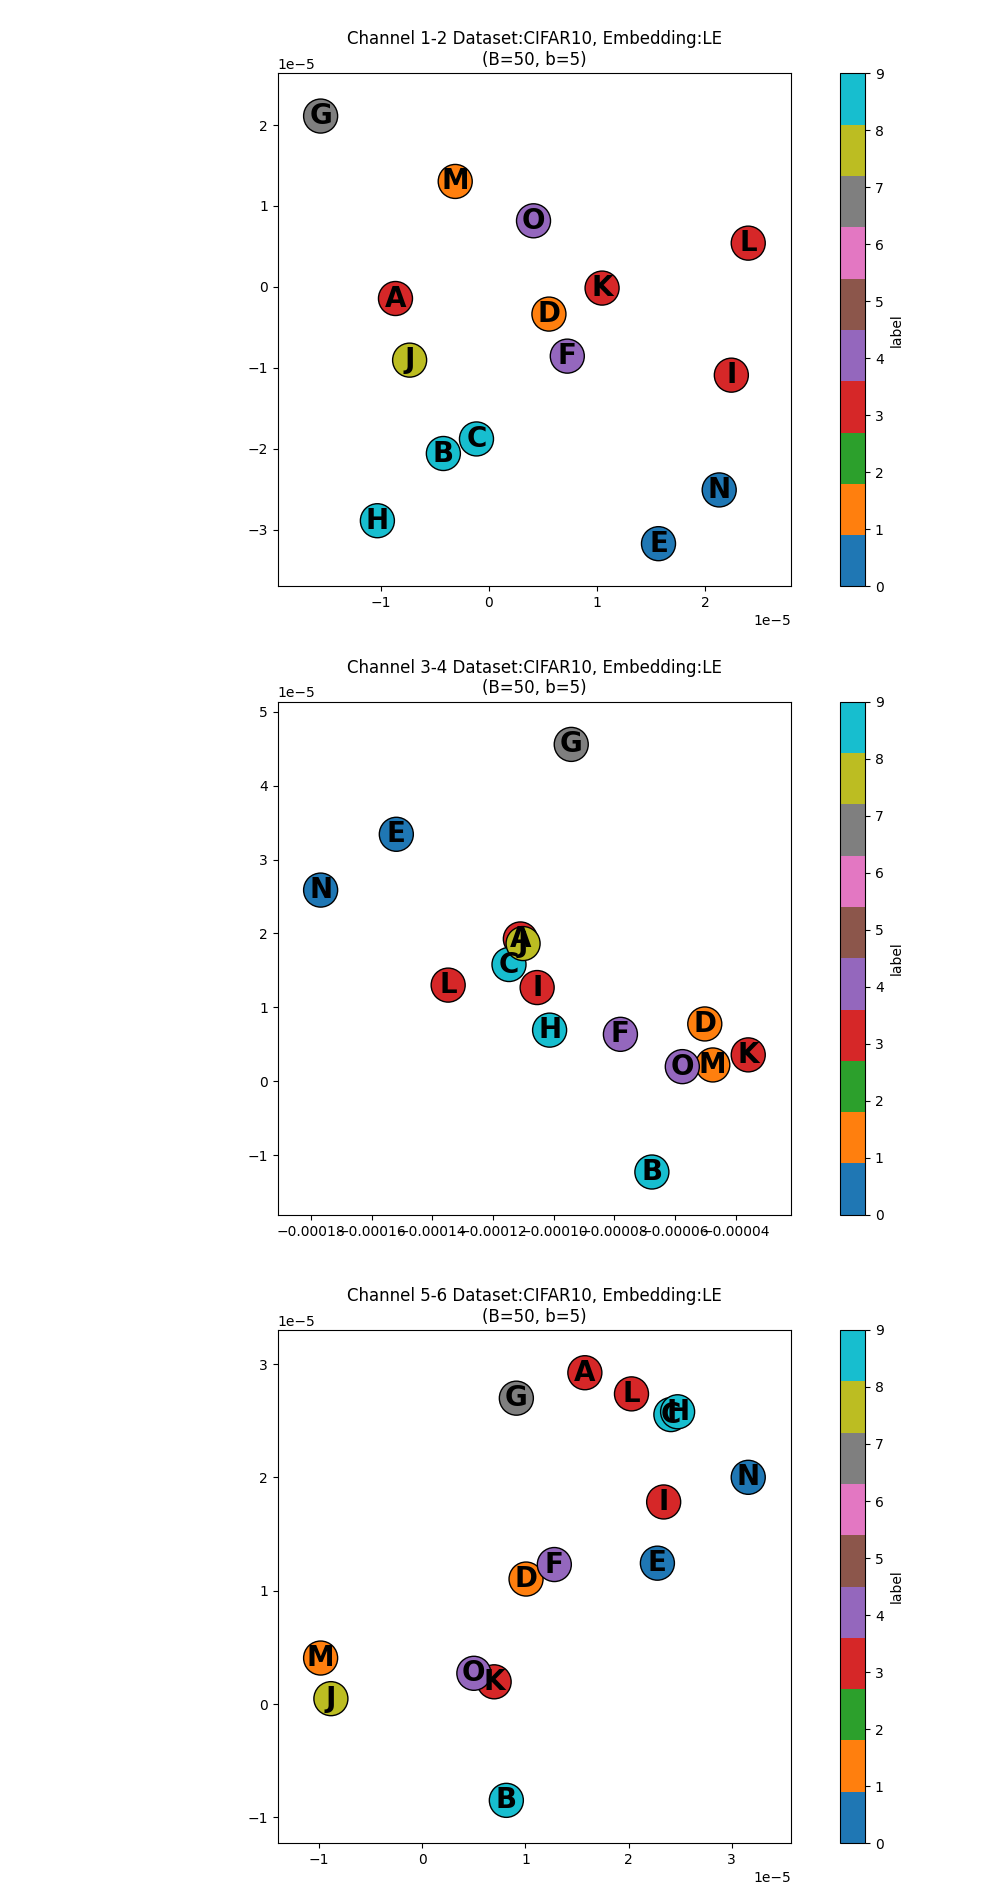 Channel 1-2 Dataset:CIFAR10, Embedding:LE
(B=50, b=5)
1e−5
2
1
0
−1
−2
−3
G
M
O
L
A
K
D
J
F
I
B
C
N
H
E
−1
0
1
2
1e−5
9
8
7
6
5
4
3
2
1
0
label
Channel 3-4 Dataset:CIFAR10, Embedding:LE
(B=50, b=5)
1e−5
5
4
3
2
1
0
−1
G
E
N
A
J
C
L
I
H
F
D
O
M
K
B
−0.00018
−0.00016
−0.00014
−0.00012
−0.00010
−0.00008
−0.00006
−0.00004
9
8
7
6
5
4
3
2
1
0
label
Channel 5-6 Dataset:CIFAR10, Embedding:LE
(B=50, b=5)
1e−5
3
2
1
0
−1
A
G
L
C
H
N
I
D
F
E
M
J
O
K
B
−1
0
1
2
3
1e−5
9
8
7
6
5
4
3
2
1
0
label